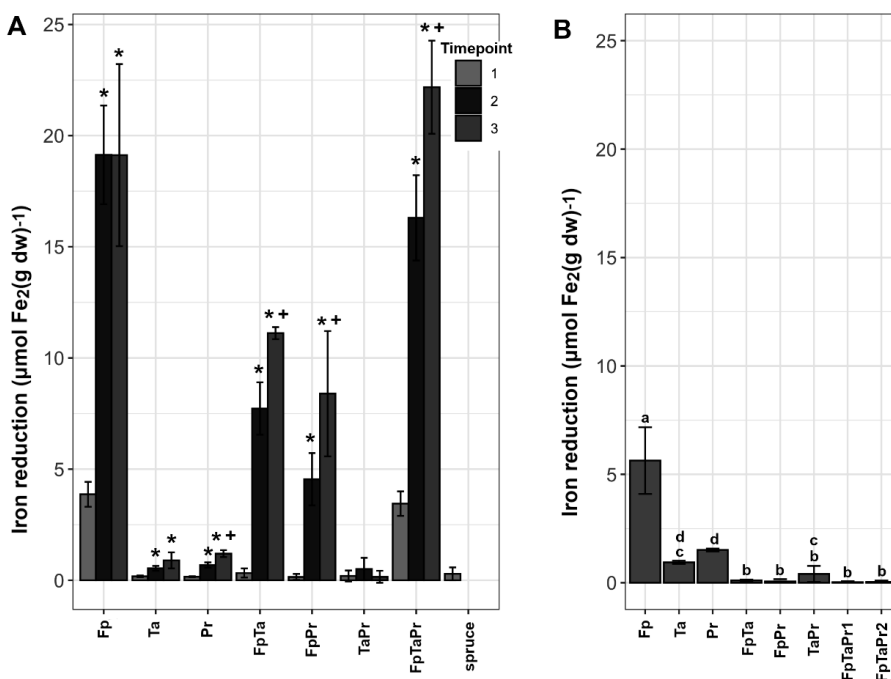 A
Iron reduction (µmol Fe2(g dw)-1)
25
20
15
10
5
0
Timepoint
1
2
3
*
*
*
*
*
* +
*
* +
*
* +
*
* +
Fp
Ta
Pr
FpTa
FpPr
TaPr
FpTaPr
spruce
B
Iron reduction (µmol Fe2(g dw)-1)
25
20
15
10
5
0
a
d
c
d
b
b
c
b
b
b
Fp
Ta
Pr
FpTa
FpPr
TaPr
FpTaPr1
FpTaPr2